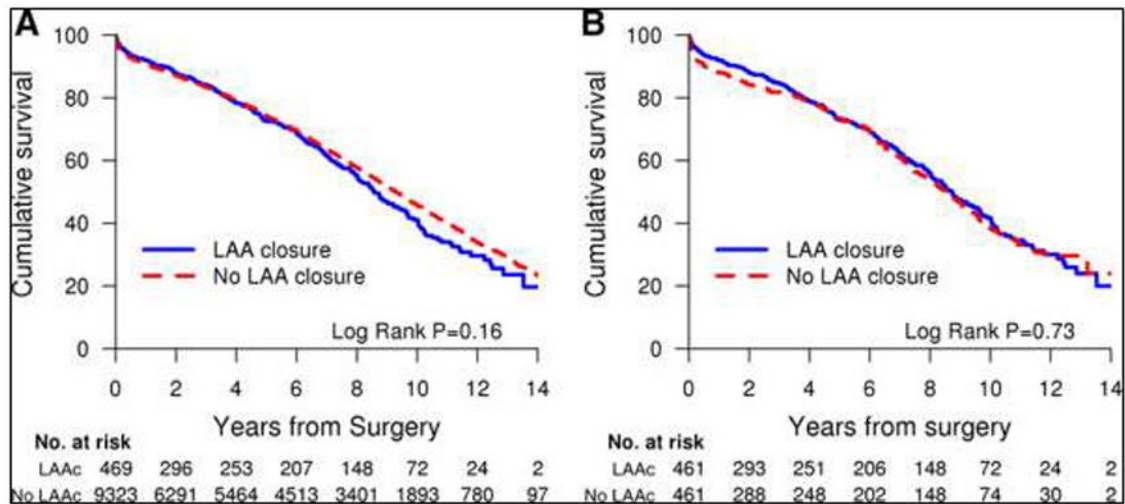 A
Cumulative survival
100
80
60
40
20
0
LAA closure
No LAA closure
Log Rank P=0.16
0 2 4 6 8 10 12 14
Years from Surgery
No. at risk
LAAc 469 296 253 207 148 72 24 2
No LAAc 9323 6291 5464 4513 3401 1893 780 97
B
Cumulative survival
100
80
60
40
20
0
LAA closure
No LAA closure
Log Rank P=0.73
0 2 4 6 8 10 12 14
Years from surgery
No. at risk
LAAc 461 293 251 206 148 72 24 2
No LAAc 461 288 248 202 148 74 30 2